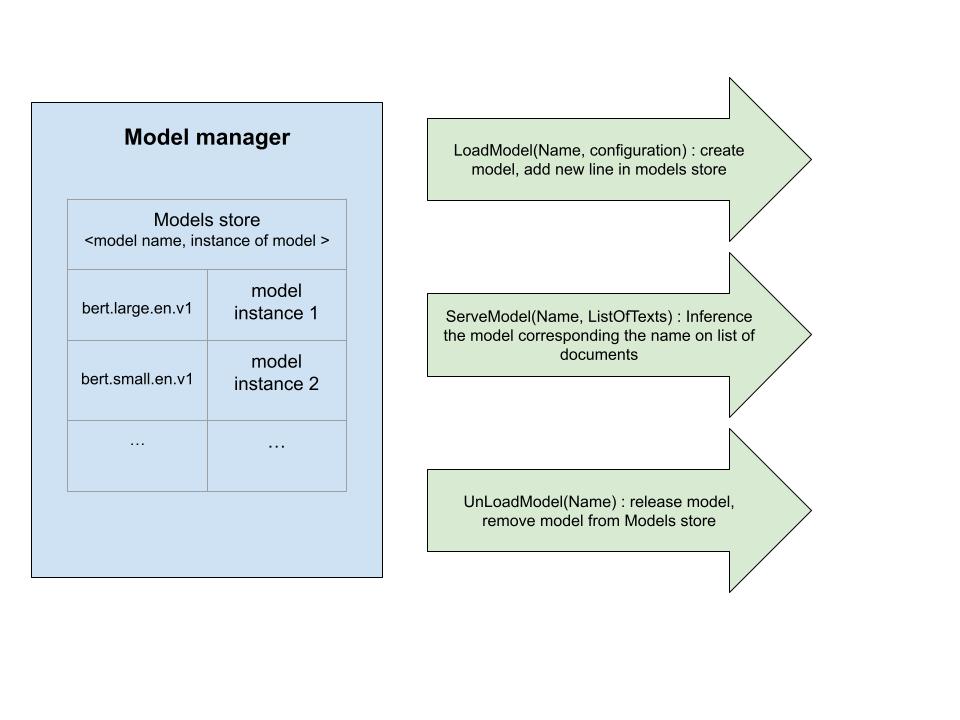 Model manager
Models store
<model name, instance of model >
bert.large.en.v1
model
instance 1
bert.small.en.v1
model
instance 2
...
...
LoadModel(Name, configuration) : create
model, add new line in models store
ServeModel(Name, ListOfTexts) : Inference
the model corresponding the name on list of
documents
UnLoadModel(Name) : release model,
remove model from Models store